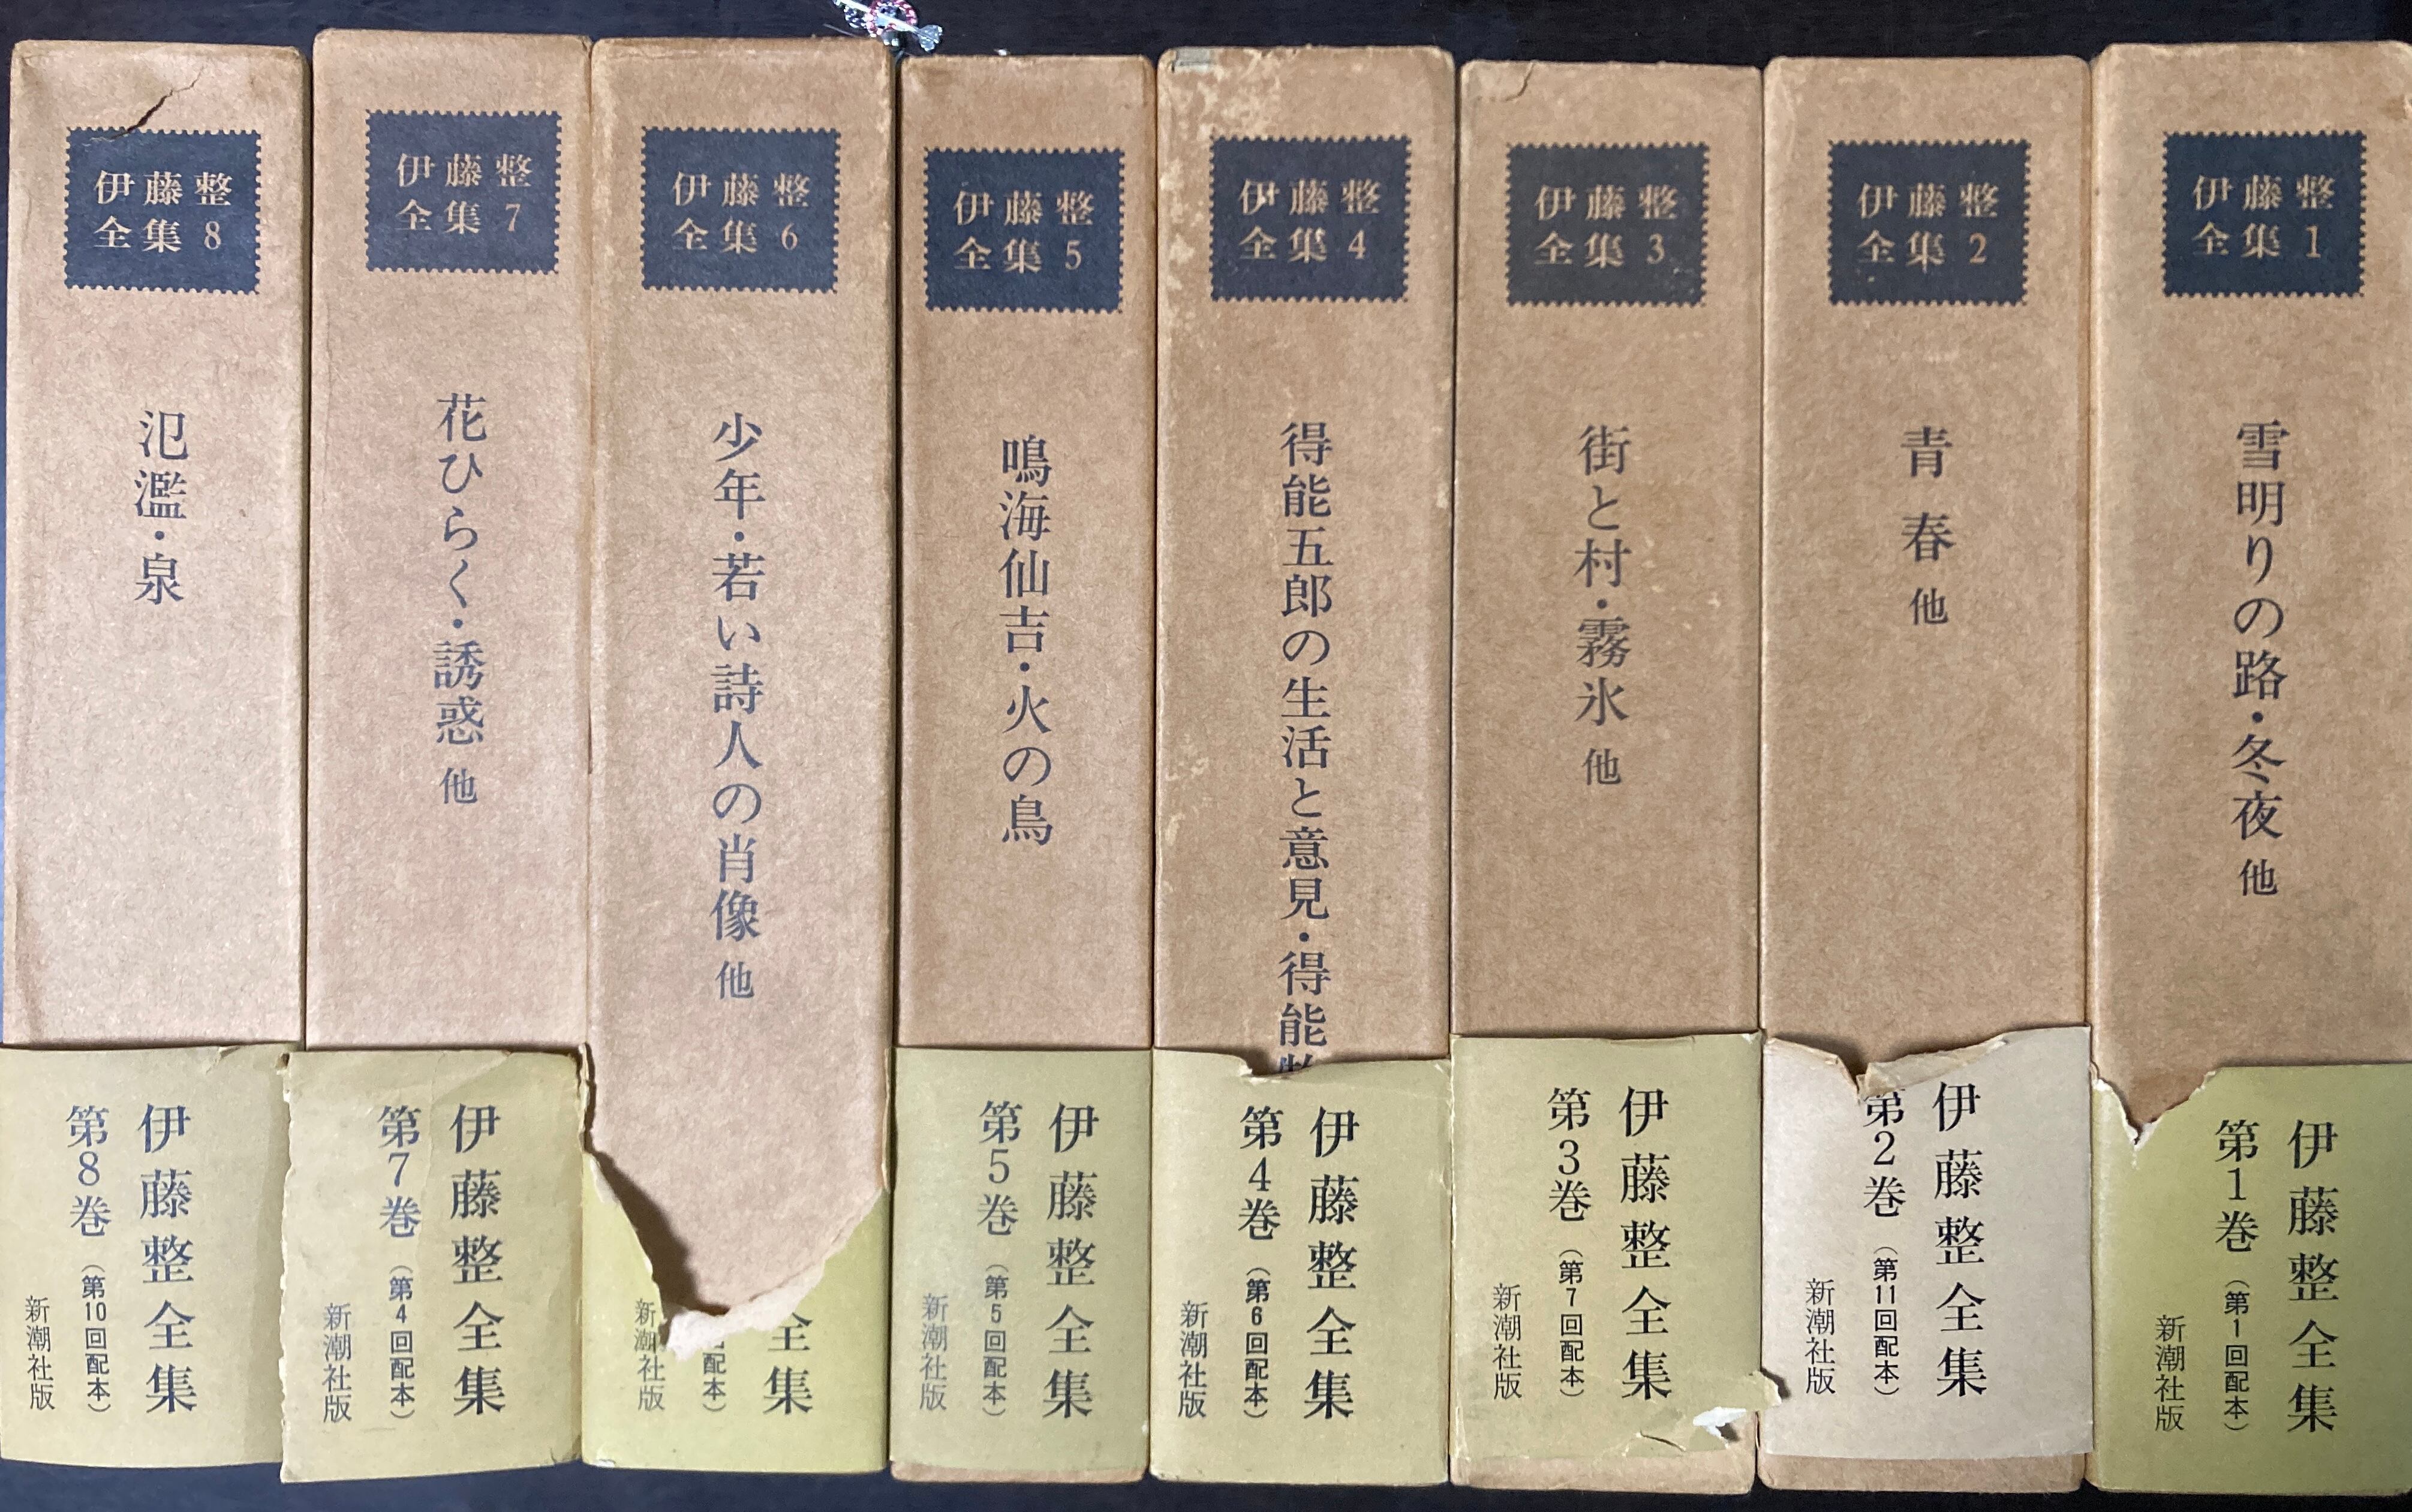 伊藤整
全集1
雪明りの路・冬夜 他
伊藤整全集
第1巻（第1回配本）
新潮社版
伊藤整
全集2
青春 他
伊藤整全集
第2巻（第11回配本）
新潮社版
伊藤整
全集3
街と村・霧氷 他
伊藤整全集
第3巻（第7回配本）
新潮社版
伊藤整
全集4
得能五郎の生活と意見・得能
伊藤整全集
第4巻（第6回配本）
新潮社版
伊藤整
全集5
鳴海仙吉・火の鳥
伊藤整全集
第5巻（第5回配本）
新潮社版
伊藤整
全集6
少年・若い詩人の肖像 他
全集
配本）
新潮社版
伊藤整
全集7
花ひらく・誘惑 他
伊藤整全集
第7巻（第4回配本）
新潮社版
伊藤整
全集8
氾濫・泉
伊藤整全集
第8巻（第10回配本）
新潮社版